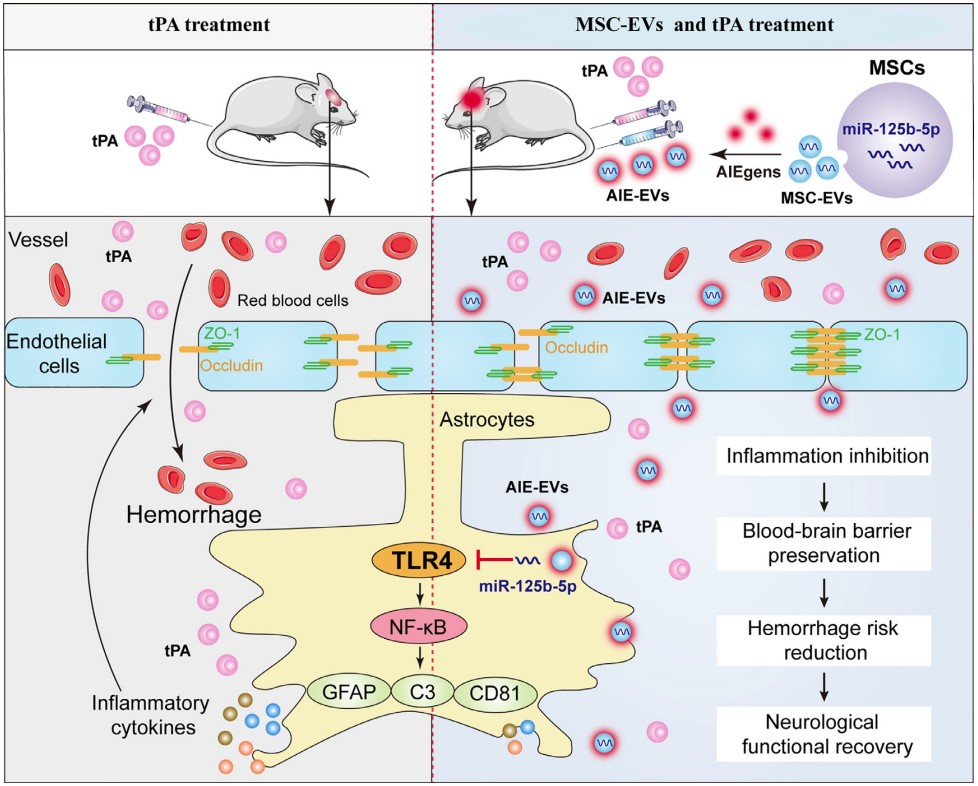 tPA treatment
MSC-EVs and tPA treatment
tPA
tPA
MSCs
miR-125b-5p
AIEgens
MSC-EVs
AIE-EVs
Vessel
tPA
Red blood cells
tPA
AIE-EVs
Endothelial
cells
ZO-1
Occludin
Occludin
ZO-1
Astrocytes
Hemorrhage
AIE-EVs
tPA
TLR4
miR-125b-5p
NF-κB
GFAP
C3
CD81
tPA
Inflammatory
cytokines
Inflammation inhibition
Blood-brain barrier
preservation
Hemorrhage risk
reduction
Neurological
functional recovery